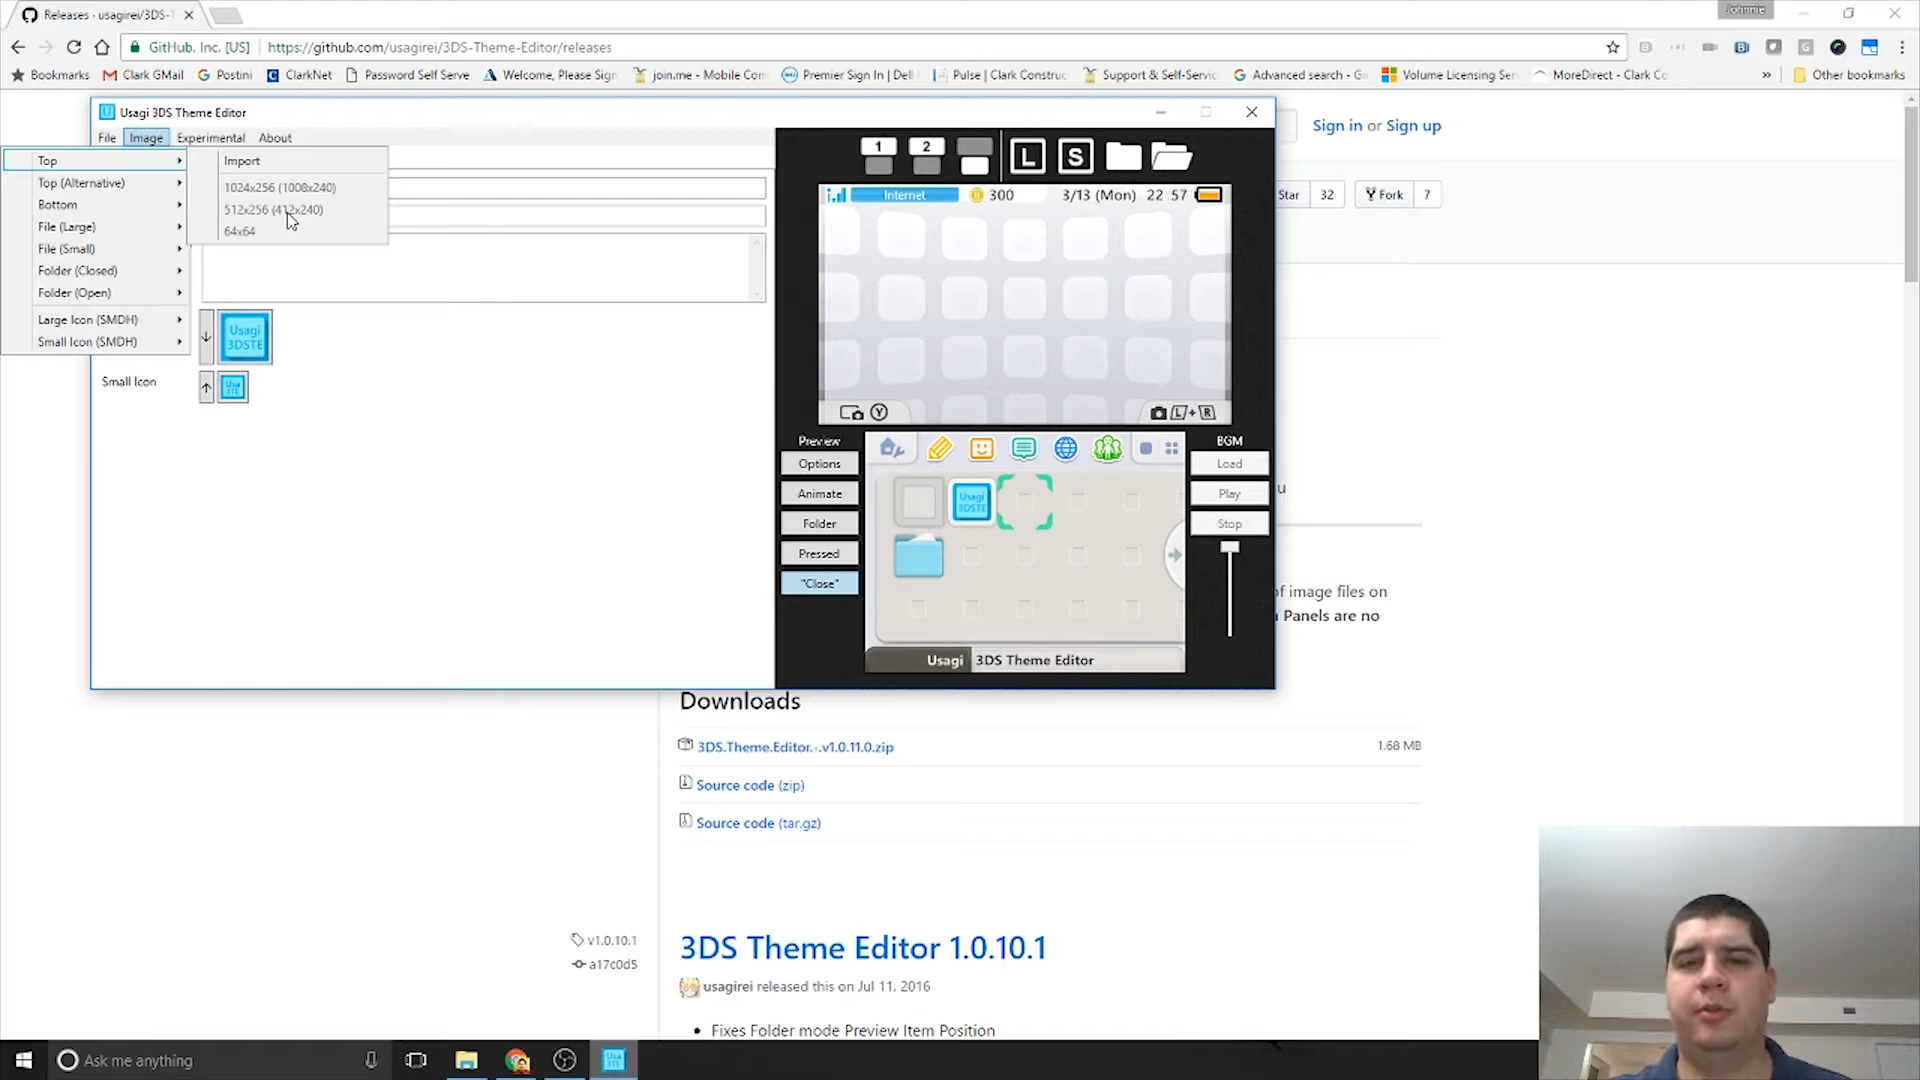 Releases · usagirei/3DS-T
Johnnie
GitHub, Inc. [US] | https://github.com/usagirei/3DS-Theme-Editor/releases
Bookmarks Clark GMail Postini ClarkNet Password Self Serve Welcome, Please Sign join.me - Mobile Con Premier Sign In | Dell Pulse | Clark Construc Support & Self-Servic Advanced search - Go Volume Licensing Ser MoreDirect - Clark Co » Other bookmarks
Usagi 3DS Theme Editor
Sign in or Sign up
File Image Experimental About
Top
Top (Alternative)
Bottom
File (Large)
File (Small)
Folder (Closed)
Folder (Open)
Large Icon (SMDH)
Small Icon (SMDH)
Import
1024x256 (1008x240)
512x256 (412x240)
64x64
Usagi
3DSTE
Small Icon
1 2 L S
Internet 300 3/13 (Mon) 22 57
Y
L+R
Star 32 Fork 7
Preview
Options
Animate
Folder
Pressed
"Close"
Usagi
3DSTE
BGM
Load
Play
Stop
Usagi 3DS Theme Editor
u
of image files on
Panels are no
Downloads
3DS.Theme.Editor.-.v1.0.11.0.zip 1.68 MB
Source code (zip)
Source code (tar.gz)
v1.0.10.1
a17c0d5
3DS Theme Editor 1.0.10.1
usagirei released this on Jul 11, 2016
• Fixes Folder mode Preview Item Position
Ask me anything